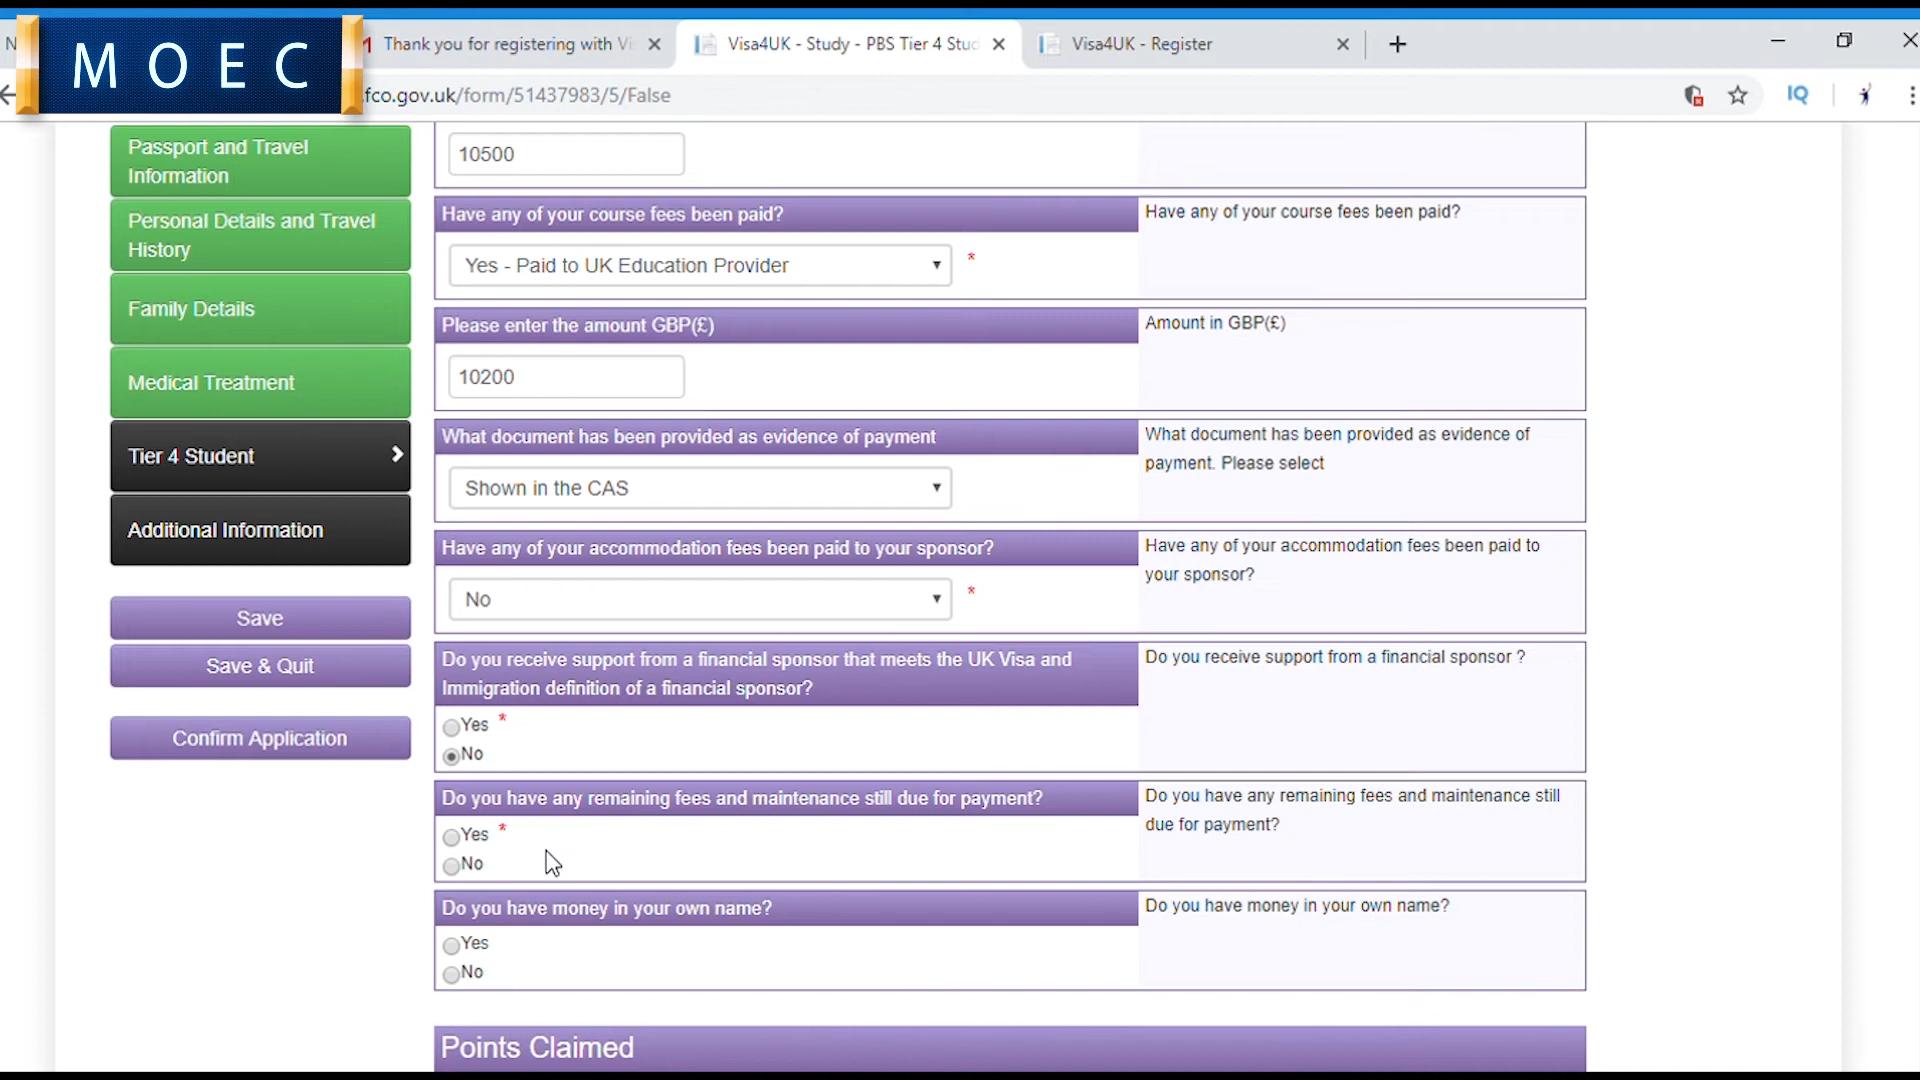 MOEC
Thank you for registering with Vi
Visa4UK - Study - PBS Tier 4 Stud
Visa4UK - Register
fco.gov.uk/form/51437983/5/False
IQ
Passport and Travel
Information
Personal Details and Travel
History
Family Details
Medical Treatment
Tier 4 Student
Additional Information
Save
Save & Quit
Confirm Application
10500
Have any of your course fees been paid?
Have any of your course fees been paid?
Yes - Paid to UK Education Provider
*
Please enter the amount GBP(£)
Amount in GBP(£)
10200
What document has been provided as evidence of payment
What document has been provided as evidence of
payment. Please select
Shown in the CAS
Have any of your accommodation fees been paid to your sponsor?
Have any of your accommodation fees been paid to
your sponsor?
No
*
Do you receive support from a financial sponsor that meets the UK Visa and
Immigration definition of a financial sponsor?
Do you receive support from a financial sponsor ?
Yes *
No
Do you have any remaining fees and maintenance still due for payment?
Do you have any remaining fees and maintenance still
due for payment?
Yes *
No
Do you have money in your own name?
Do you have money in your own name?
Yes
No
Points Claimed